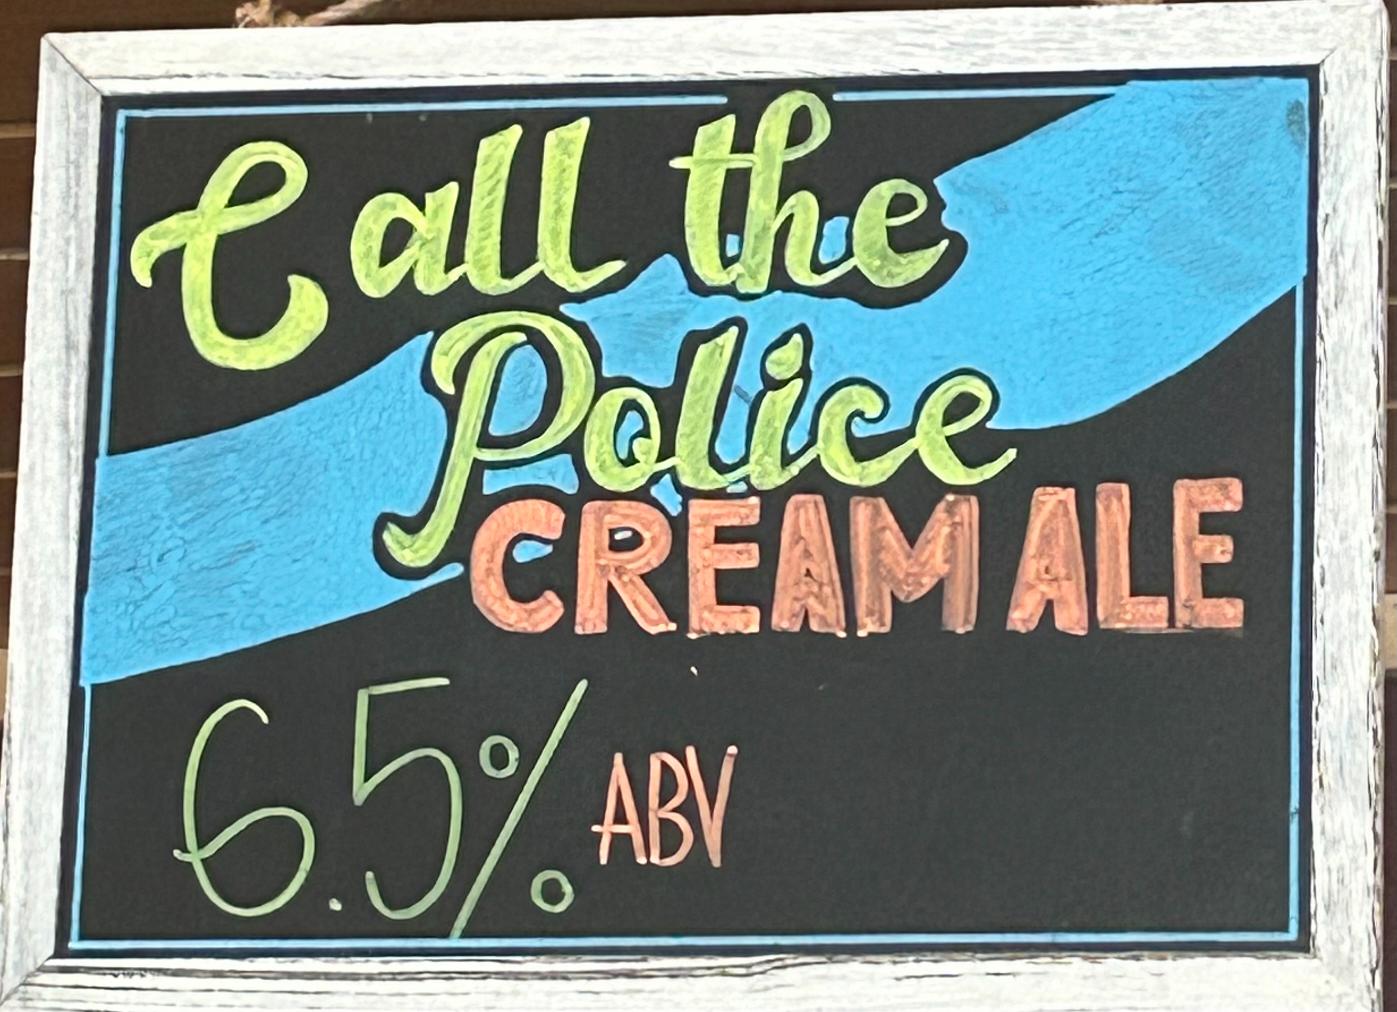 Call the
Police
CREAM ALE
6.5% ABV